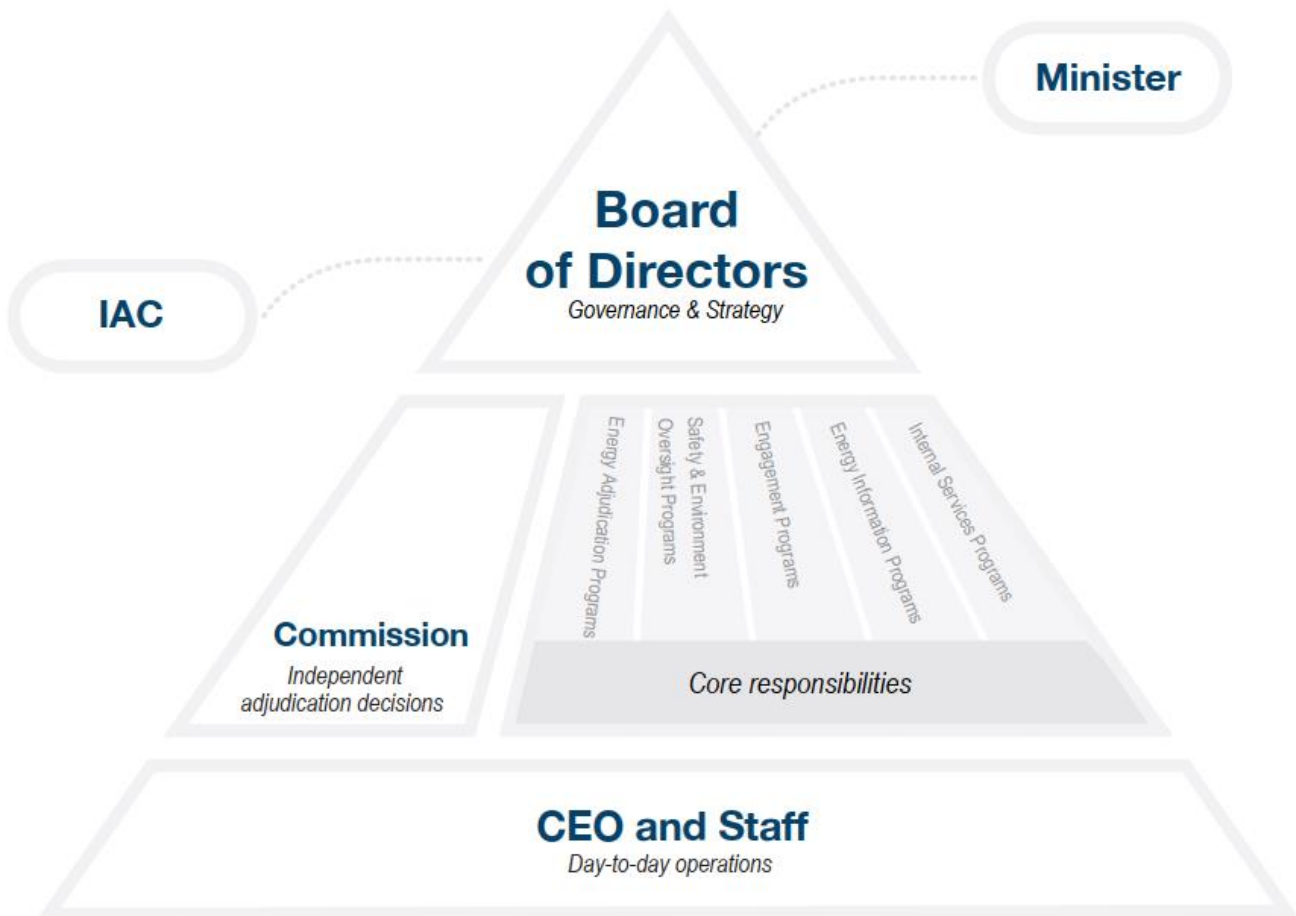 Minister
Board
of Directors
Governance & Strategy
IAC
Energy Adjudication Programs
Safety & Environment
Oversight Programs
Engagement Programs
Energy Information Programs
Internal Services Programs
Commission
Independent
adjudication decisions
Core responsibilities
CEO and Staff
Day-to-day operations